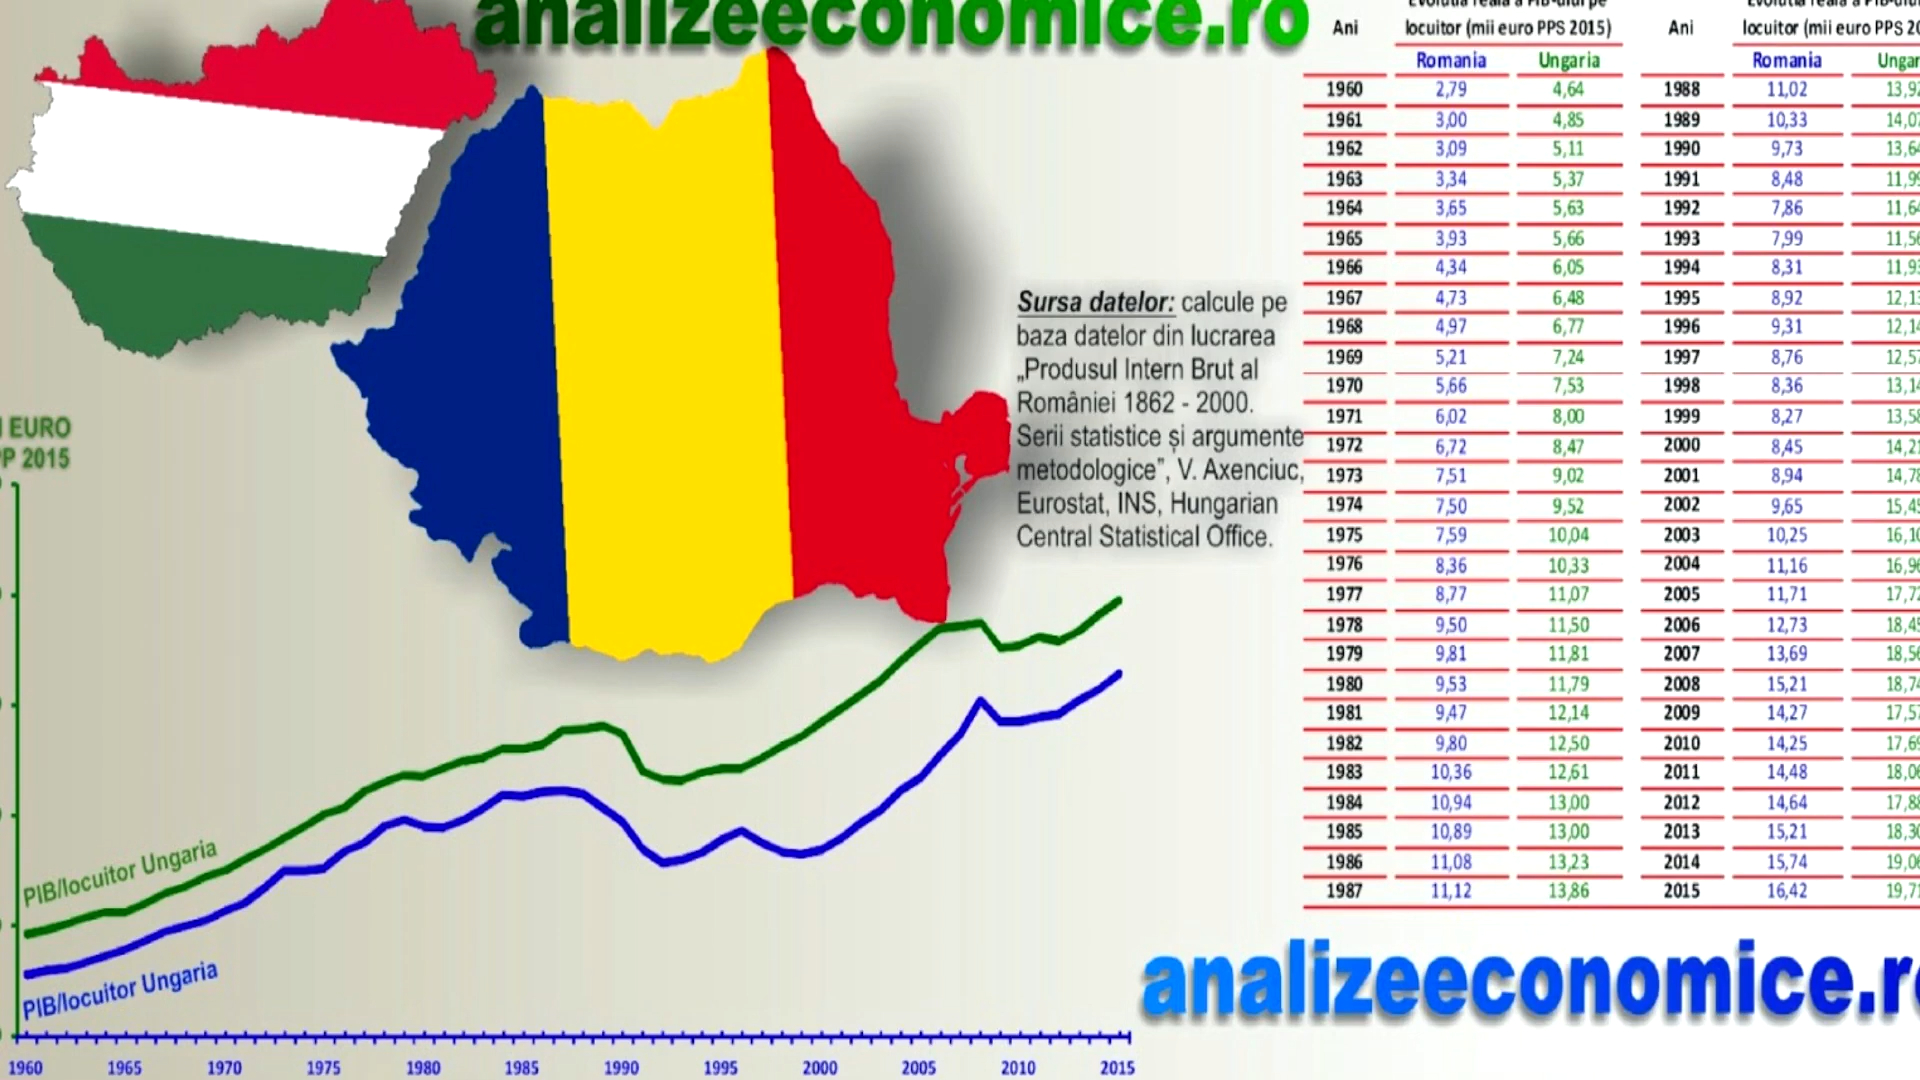 analizeeconomice.ro
Evolutia reala a PIB-ului pe
locuitor (mii euro PPS 2015)
Ani
Ani
locuitor (mii euro PPS
Romania Ungaria Romania
1960 2,79 4,64 1988 11,02
1961 3,00 4,85 1989 10,33
1962 3,09 5,11 1990 9,73
1963 3,34 5,37 1991 8,48
1964 3,65 5,63 1992 7,86
1965 3,93 5,66 1993 7,99
1966 4,34 6,05 1994 8,31
1967 4,73 6,48 1995 8,92
1968 4,97 6,77 1996 9,31
1969 5,21 7,24 1997 8,76
1970 5,66 7,53 1998 8,36
1971 6,02 8,00 1999 8,27
1972 6,72 8,47 2000 8,45
1973 7,51 9,02 2001 8,94
1974 7,50 9,52 2002 9,65
1975 7,59 10,04 2003 10,25
1976 8,36 10,33 2004 11,16
1977 8,77 11,07 2005 11,71
1978 9,50 11,50 2006 12,73
1979 9,81 11,81 2007 13,69
1980 9,53 11,79 2008 15,21
1981 9,47 12,14 2009 14,27
1982 9,80 12,50 2010 14,25
1983 10,36 12,61 2011 14,48
1984 10,94 13,00 2012 14,64
1985 10,89 13,00 2013 15,21
1986 11,08 13,23 2014 15,74
1987 11,12 13,86 2015 16,42
Sursa datelor: calcule pe
baza datelor din lucrarea
„Produsul Intern Brut al
României 1862 - 2000.
Serii statistice și argumente
metodologice”, V. Axenciuc,
Eurostat, INS, Hungarian
Central Statistical Office.
EURO
2015
PIB/locuitor Ungaria
PIB/locuitor Ungaria
1960 1965 1970 1975 1980 1985 1990 1995 2000 2005 2010 2015
analizeeconomice.r